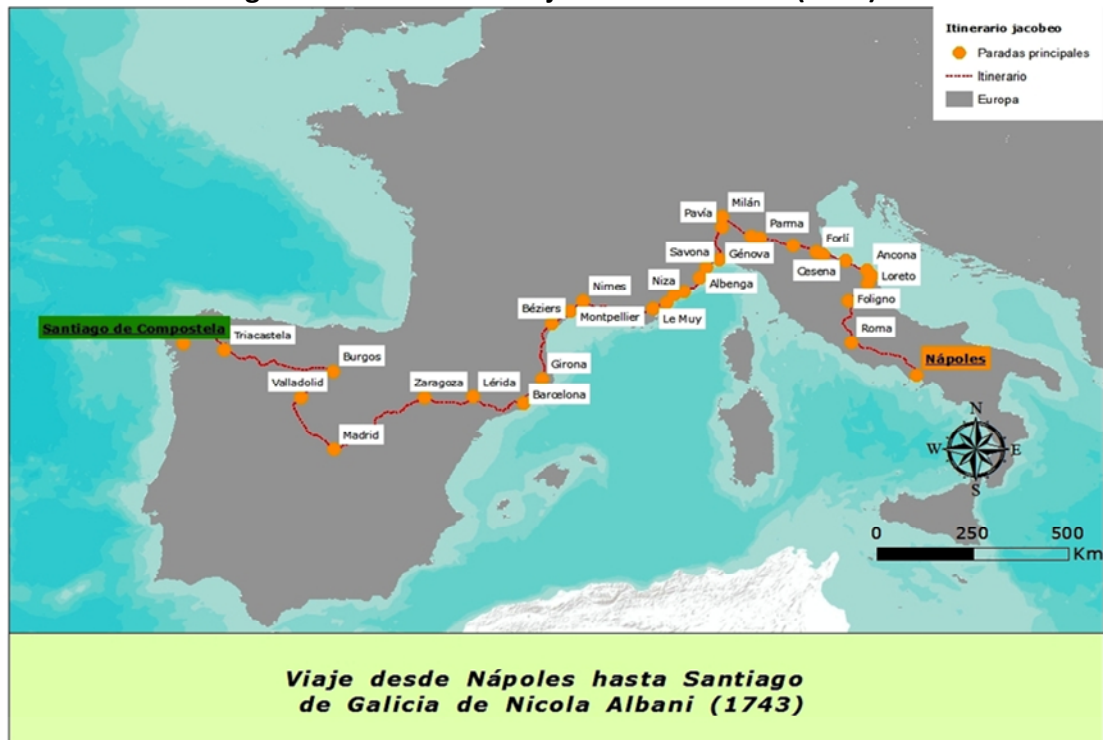 Itinerario jacobeo
Paradas principales
Itinerario
Europa
Milán
Pavía
Parma
Savona
Génova
Forlí
Ancona
Cesena
Loreto
Niza
Albenga
Nimes
Foligno
Béziers
Montpellier
Le Muy
Santiago de Compostela
Triacastela
Roma
Burgos
Nápoles
Girona
Valladolid
Zaragoza
Lérida
Barcelona
Madrid
N
W
E
S
0 250 500
Km
Viaje desde Nápoles hasta Santiago
de Galicia de Nicola Albani (1743)